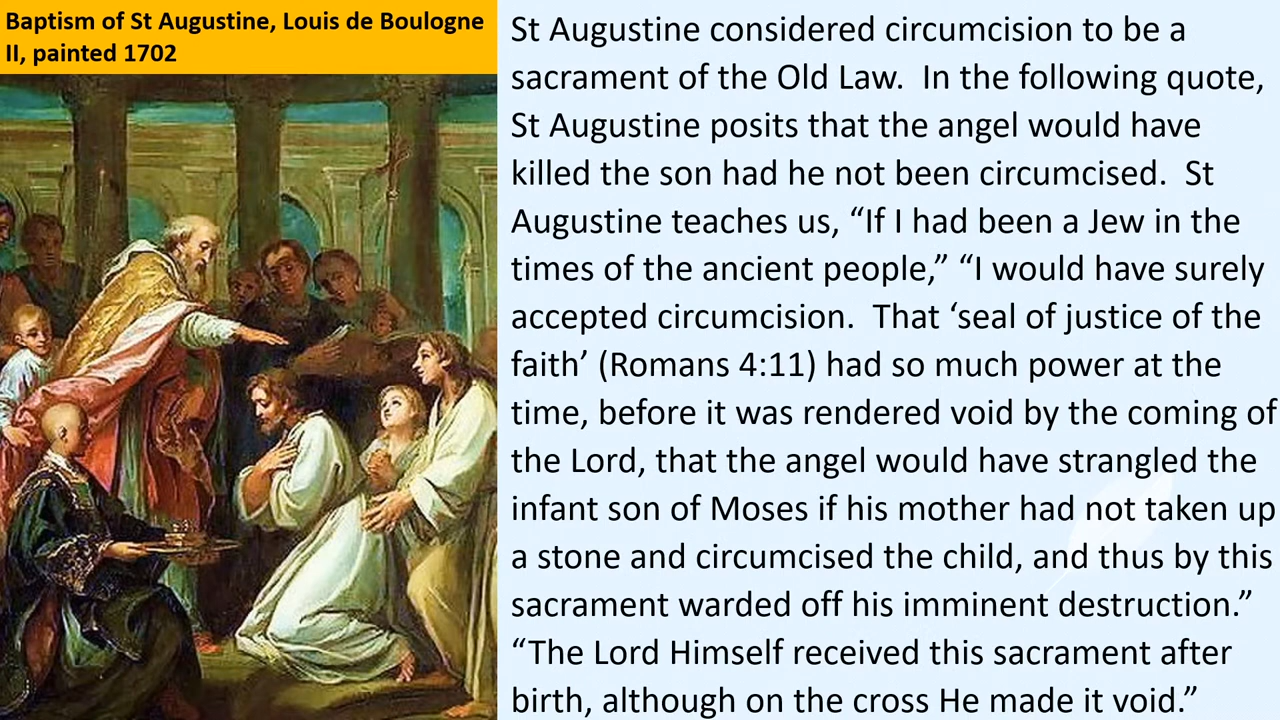 Baptism of St Augustine, Louis de Boulogne
II, painted 1702
St Augustine considered circumcision to be a
sacrament of the Old Law.  In the following quote,
St Augustine posits that the angel would have
killed the son had he not been circumcised.  St
Augustine teaches us, “If I had been a Jew in the
times of the ancient people,” “I would have surely
accepted circumcision.  That ‘seal of justice of the
faith’ (Romans 4:11) had so much power at the
time, before it was rendered void by the coming of
the Lord, that the angel would have strangled the
infant son of Moses if his mother had not taken up
a stone and circumcised the child, and thus by this
sacrament warded off his imminent destruction.”
“The Lord Himself received this sacrament after
birth, although on the cross He made it void.”